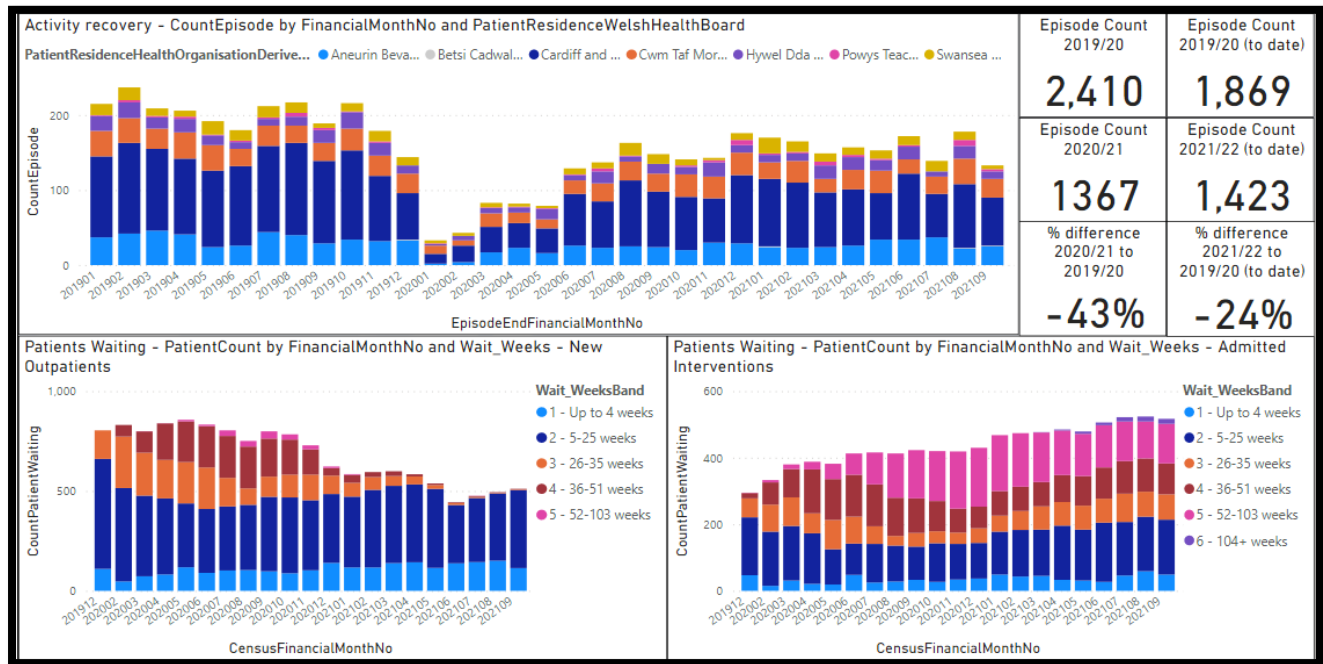 Activity recovery - CountEpisode by FinancialMonthNo and PatientResidenceWelshHealthBoard
PatientResidenceHealthOrganisationDerive... Aneurin Beva... Betsi Cadwal... Cardiff and ... Cwm Taf Mor... Hywel Dda ... Powys Teac... Swansea ...
CountEpisode
200
100
0
201901 201902 201903 201904 201905 201906 201907 201908 201909 201910 201911 201912 202001 202002 202003 202004 202005 202006 202007 202008 202009 202010 202011 202012 202101 202102 202103 202104 202105 202106 202107 202108 202109
EpisodeEndFinancialMonthNo
Episode Count
2019/20
2,410
Episode Count
2019/20 (to date)
1,869
Episode Count
2020/21
1367
Episode Count
2021/22 (to date)
1,423
% difference
2020/21 to
2019/20
-43%
% difference
2021/22 to
2019/20 (to date)
-24%
Patients Waiting - PatientCount by FinancialMonthNo and Wait_Weeks - New
Outpatients
CountPatientWaiting
1,000
500
0
201912 202002 202003 202004 202005 202006 202007 202008 202009 202010 202011 202012 202101 202102 202103 202104 202105 202106 202107 202108 202109
CensusFinancialMonthNo
Wait_WeeksBand
1 - Up to 4 weeks
2 - 5-25 weeks
3 - 26-35 weeks
4 - 36-51 weeks
5 - 52-103 weeks
Patients Waiting - PatientCount by FinancialMonthNo and Wait_Weeks - Admitted
Interventions
CountPatientWaiting
600
400
200
0
201912 202002 202003 202004 202005 202006 202007 202008 202009 202010 202011 202012 202101 202102 202103 202104 202105 202106 202107 202108 202109
CensusFinancialMonthNo
Wait_WeeksBand
1 - Up to 4 weeks
2 - 5-25 weeks
3 - 26-35 weeks
4 - 36-51 weeks
5 - 52-103 weeks
6 - 104+ weeks